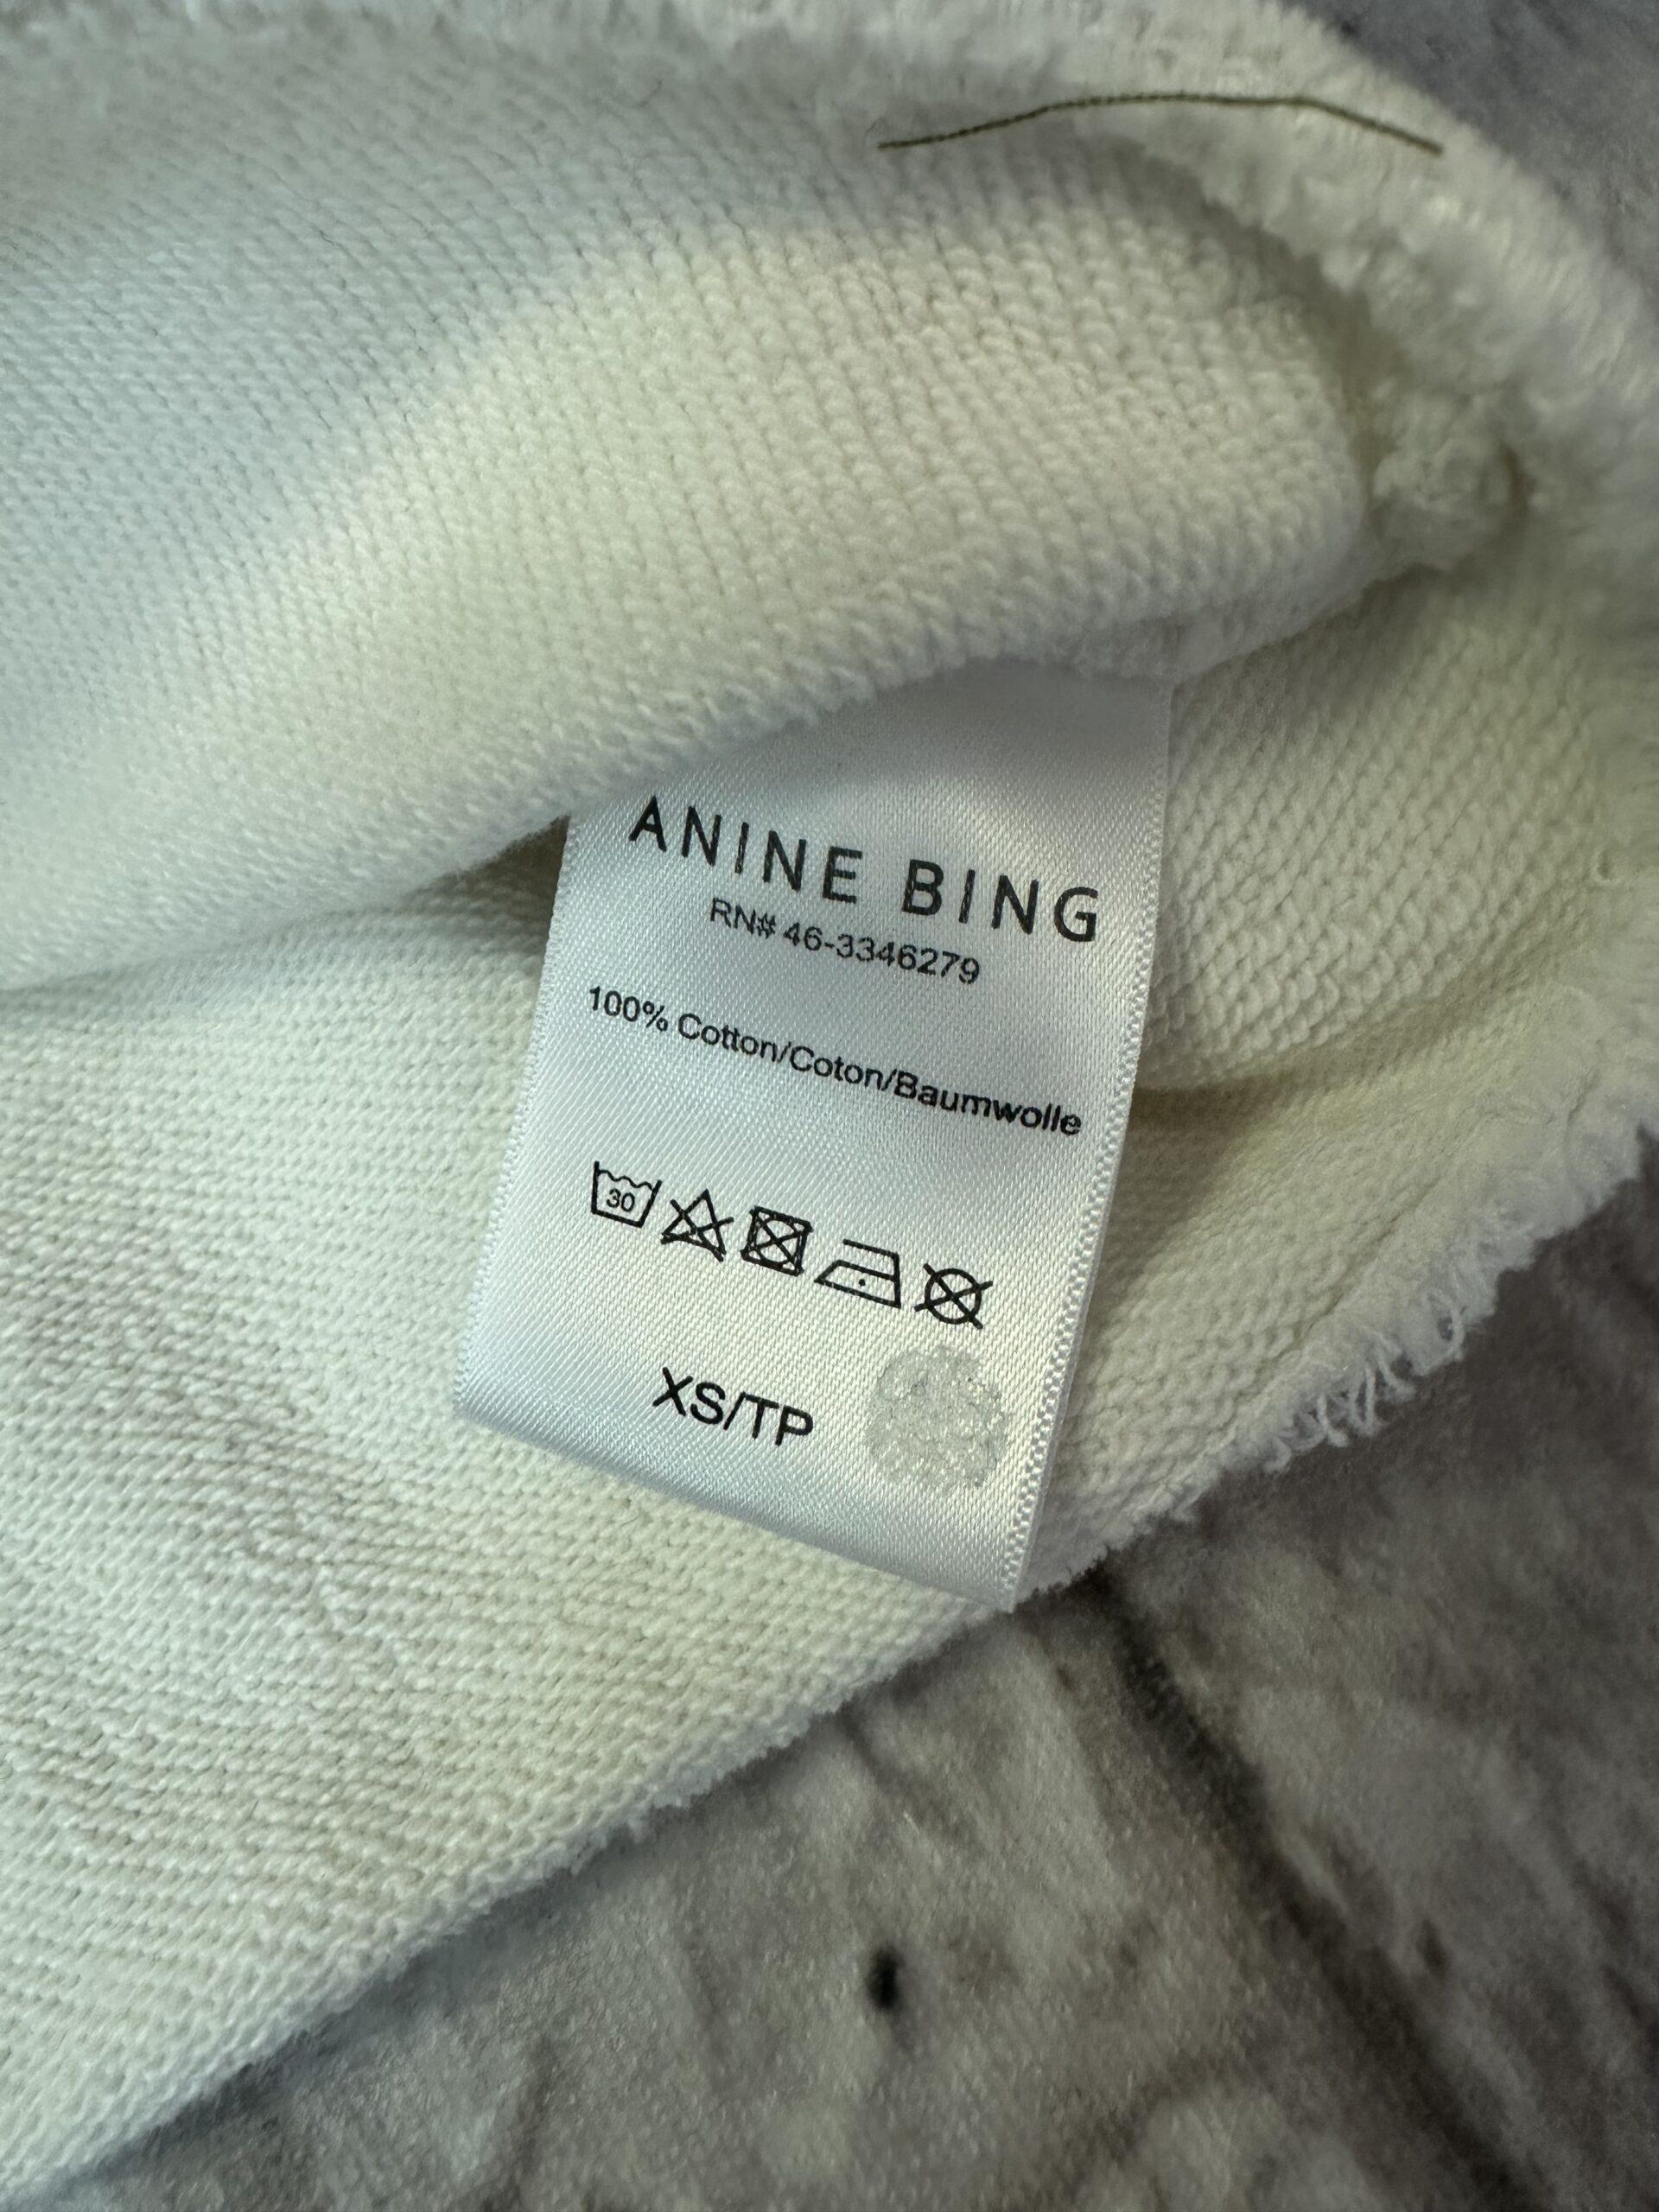 ANINE BING
RN# 46-3346279
100% Cotton/Coton/Baumwolle
30
XS/TP